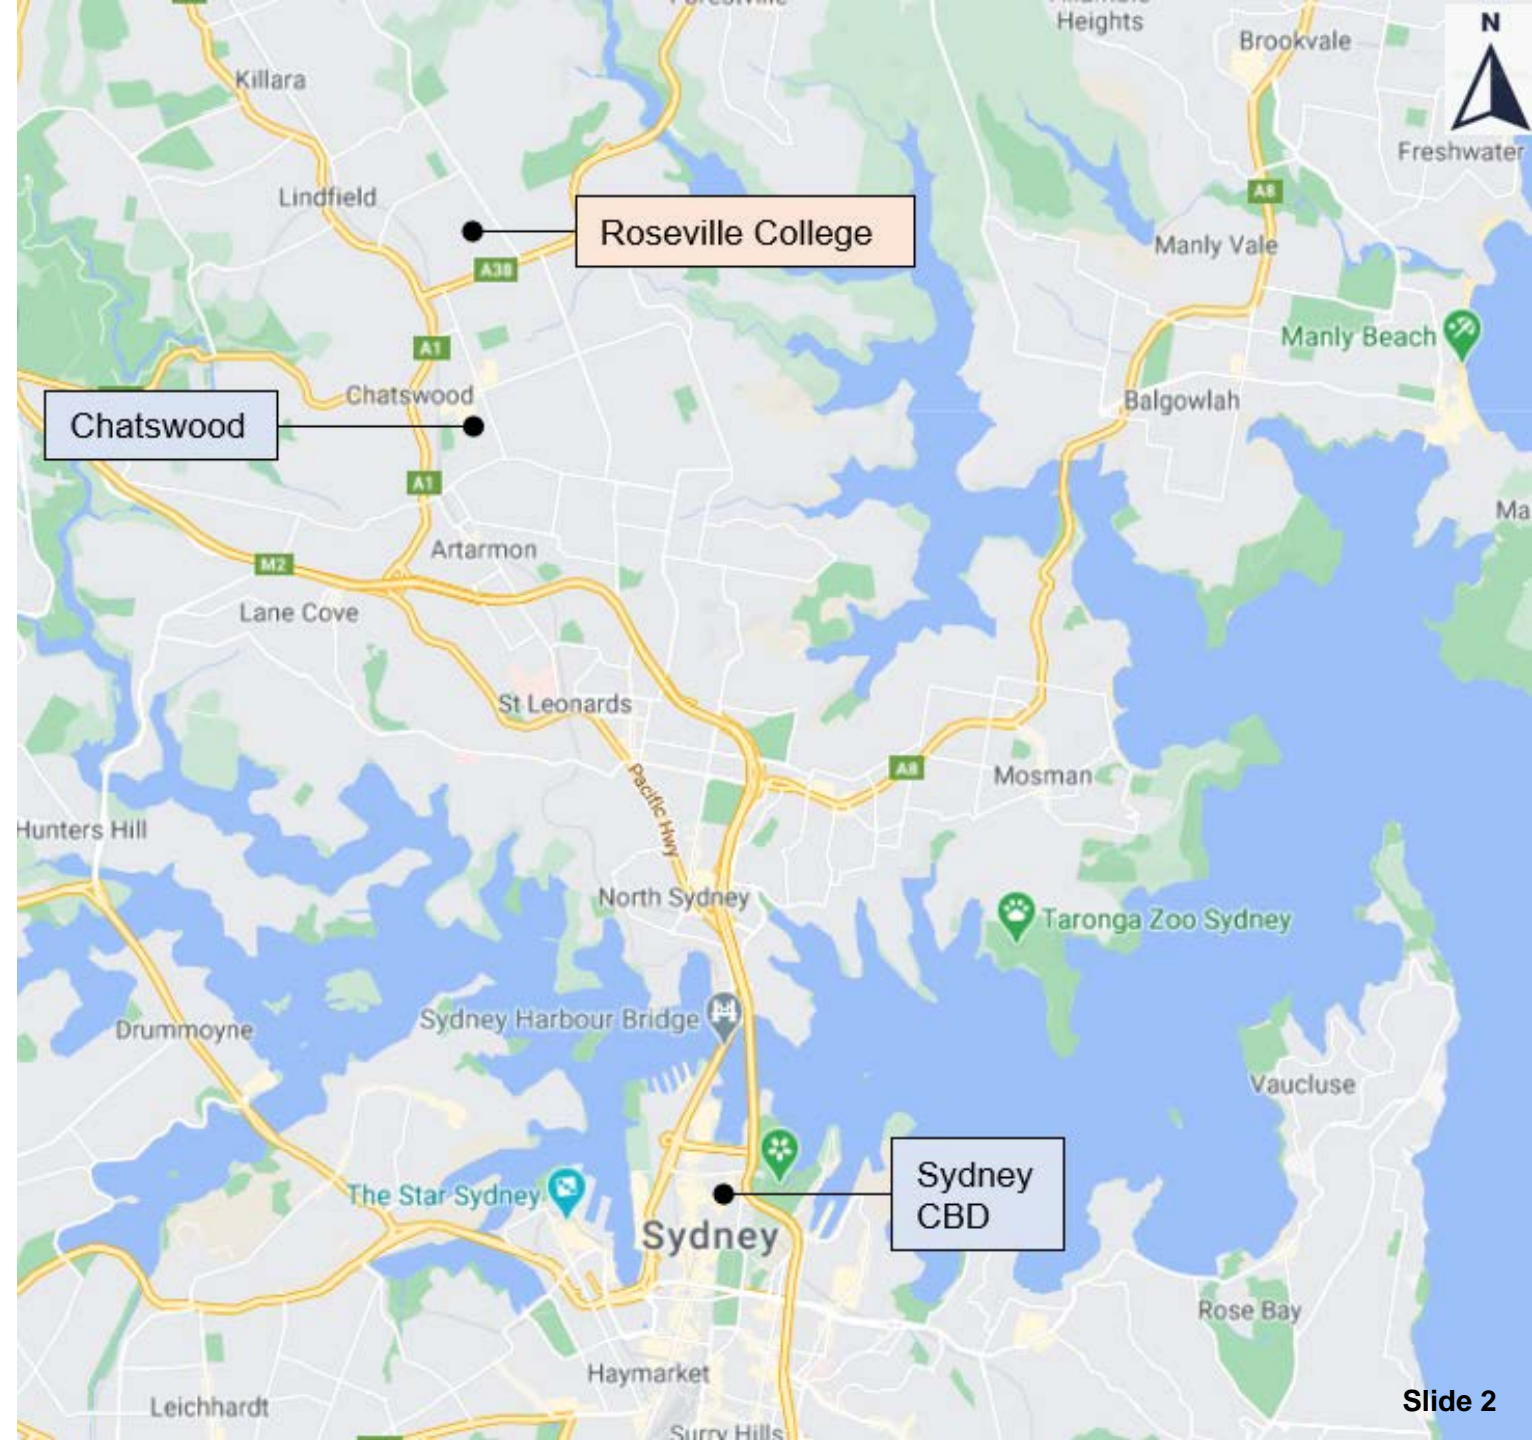 Forestville
Heights
N
Brookvale
Killara
Freshwater
A8
Lindfield
Roseville College
Manly Vale
A38
Manly Beach
A1
Chatswood
Balgowlah
Chatswood
A1
Ma
Artarmon
M2
Lane Cove
St Leonards
A8
Mosman
Pacific Hwy
Hunters Hill
North Sydney
Taronga Zoo Sydney
Sydney Harbour Bridge
Drummoyne
Vaucluse
Sydney
CBD
The Star Sydney
Sydney
Rose Bay
Haymarket
Leichhardt
Slide 2
Surry Hills